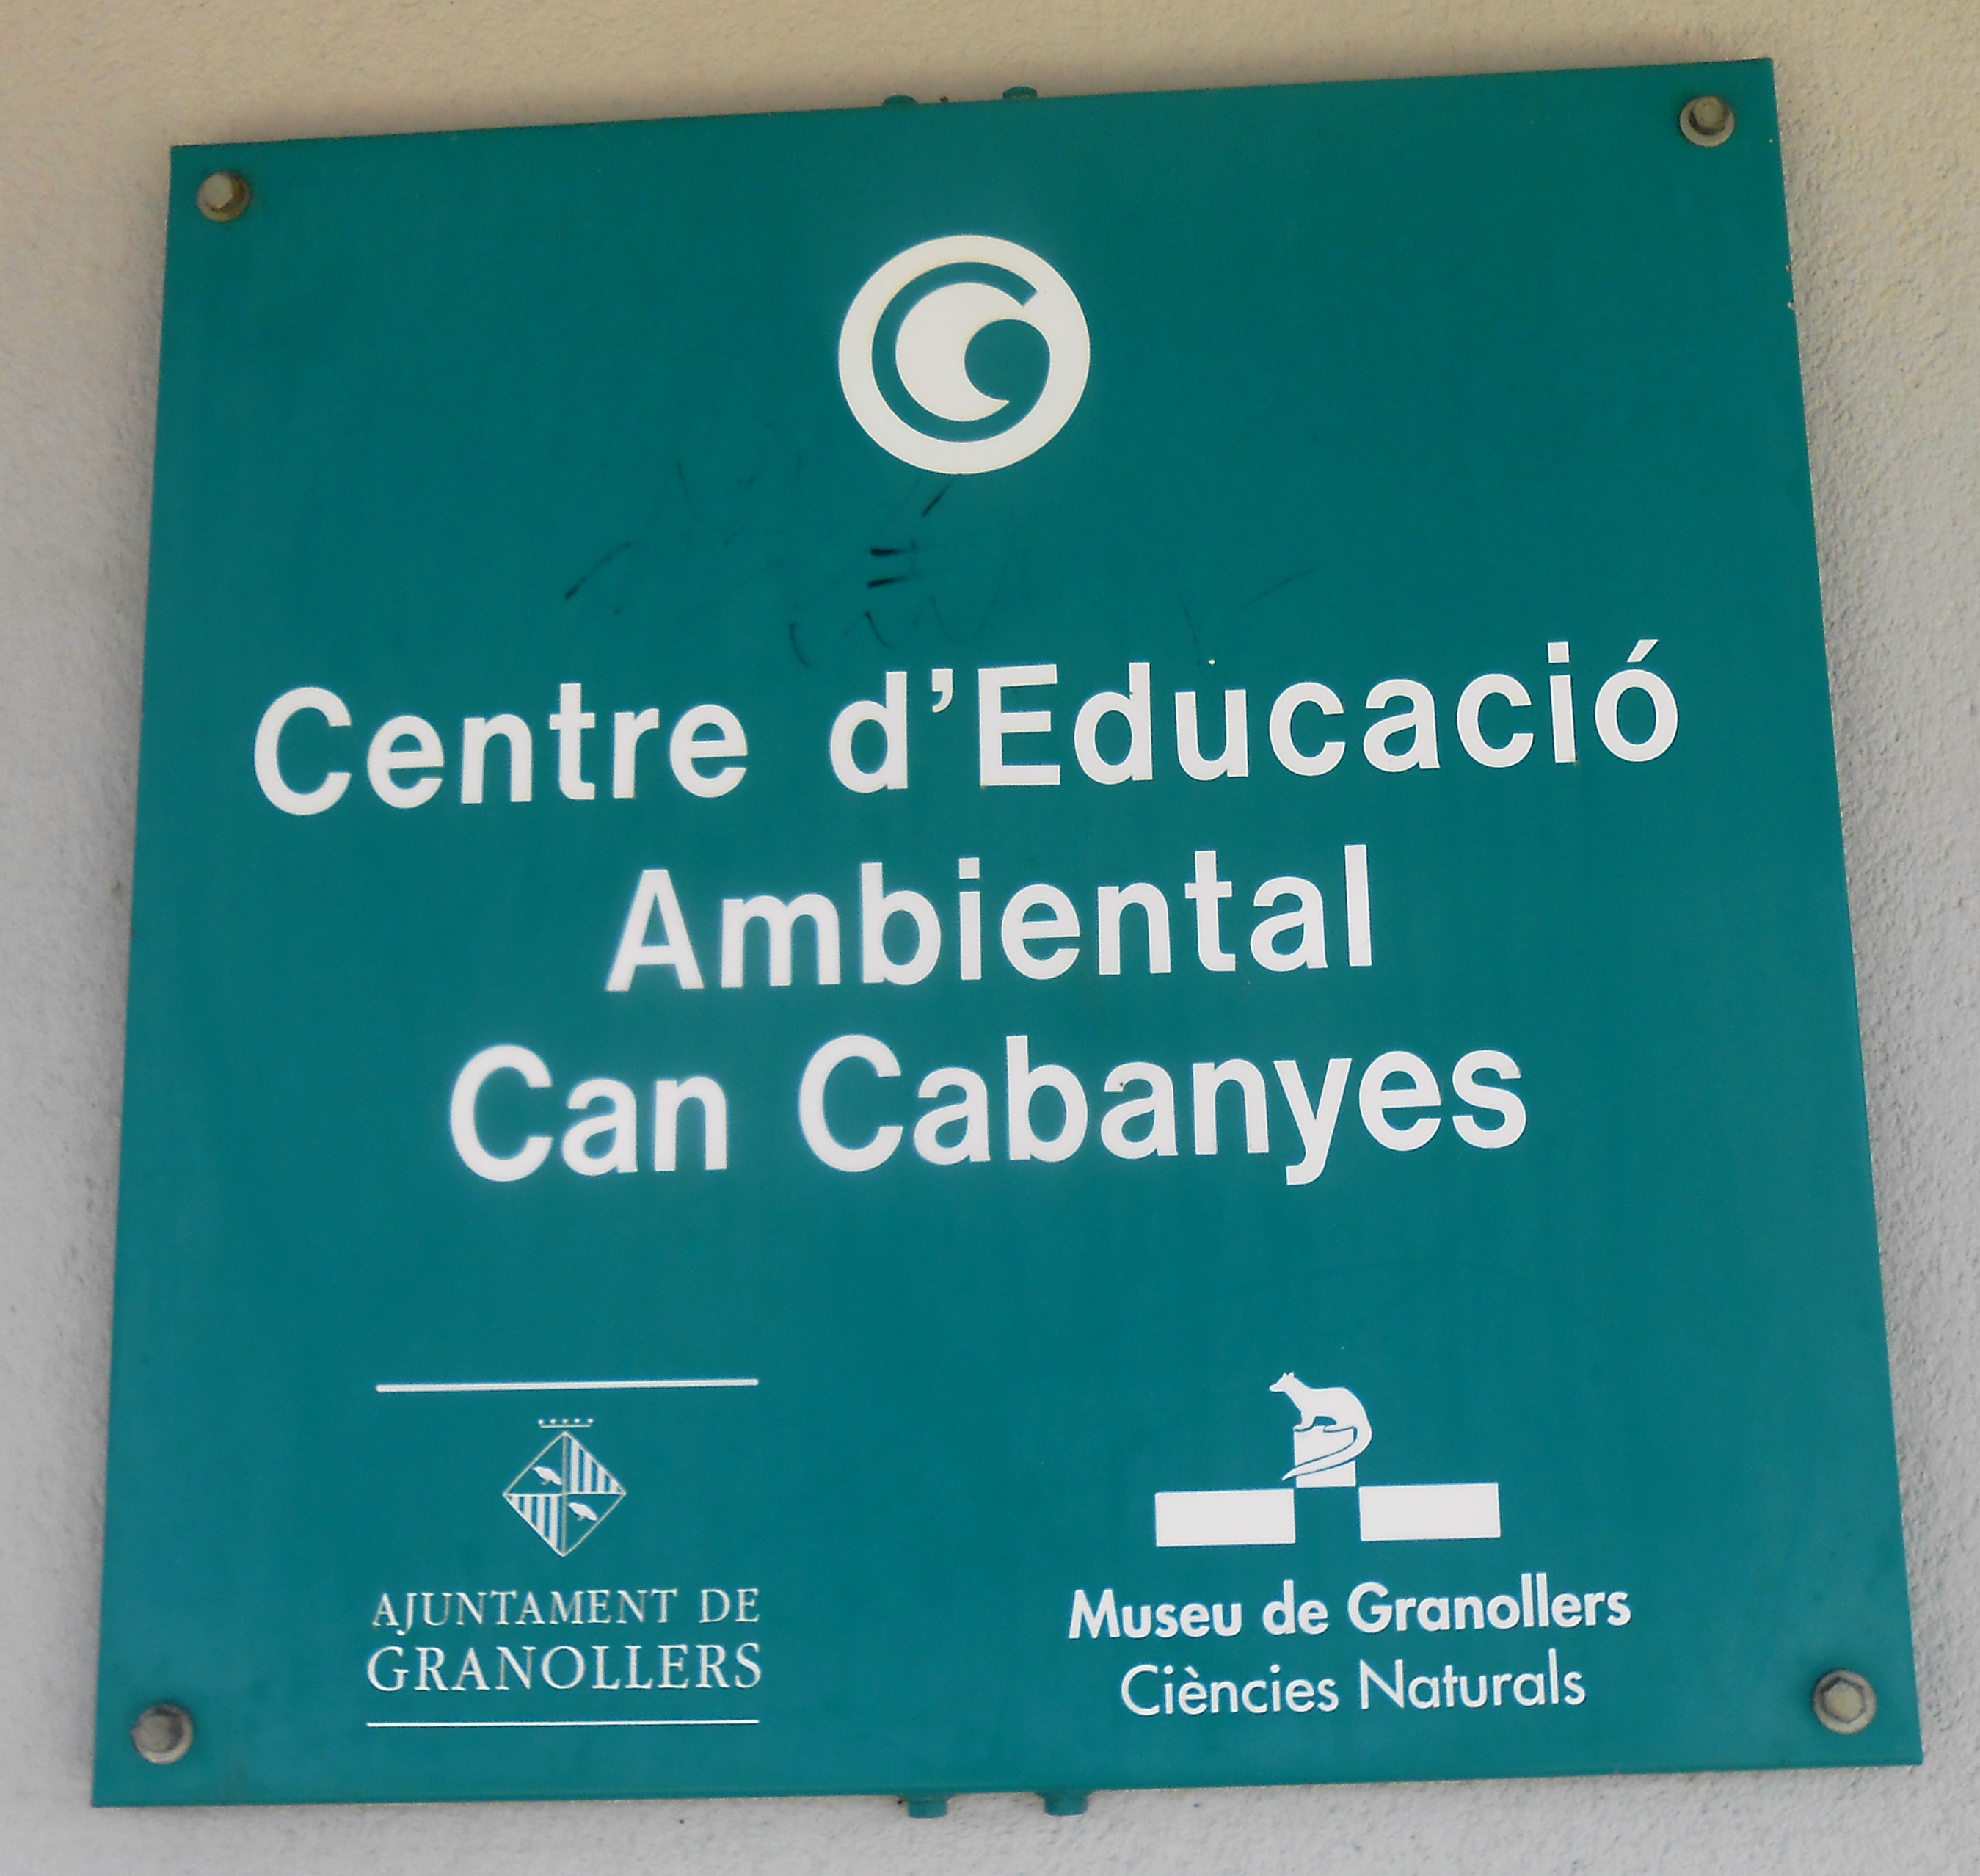 Centre d'Educació
Ambiental
Can Cabanyes
AJUNTAMENT DE
GRANOLLERS
Museu de Granollers
Ciències Naturals